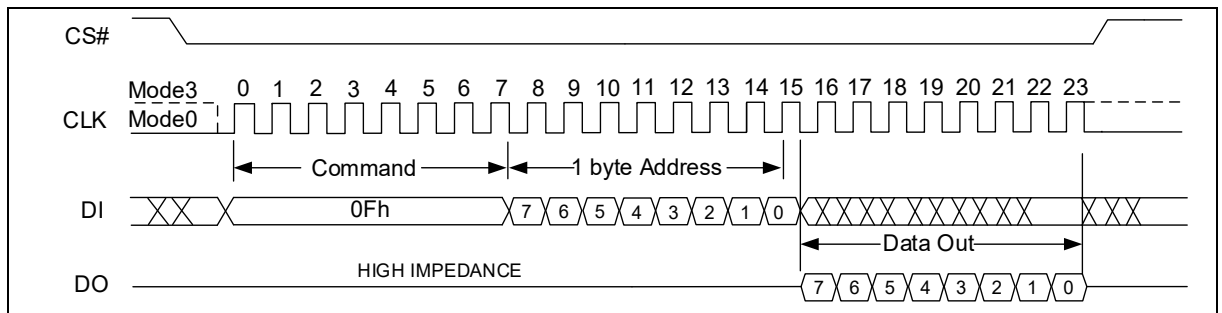 CS#
Mode3 0 1 2 3 4 5 6 7 8 9 10 11 12 13 14 15 16 17 18 19 20 21 22 23
CLK Mode0
Command 1 byte Address
DI 0Fh 7 6 5 4 3 2 1 0
Data Out
HIGH IMPEDANCE
DO 7 6 5 4 3 2 1 0